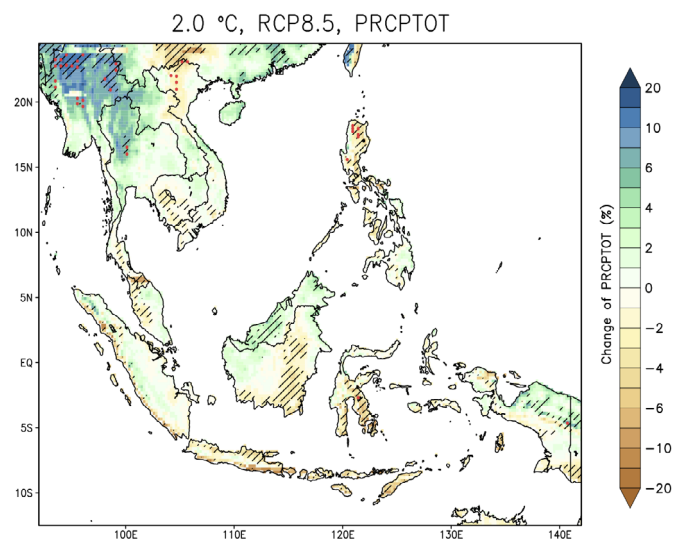 2.0 °C, RCP8.5, PRCPTOT
20N
15N
10N
5N
EQ
5S
10S
100E
110E
120E
130E
140E
20
10
6
4
2
0
−2
−4
−6
−10
−20
Change of PRCPTOT (%)